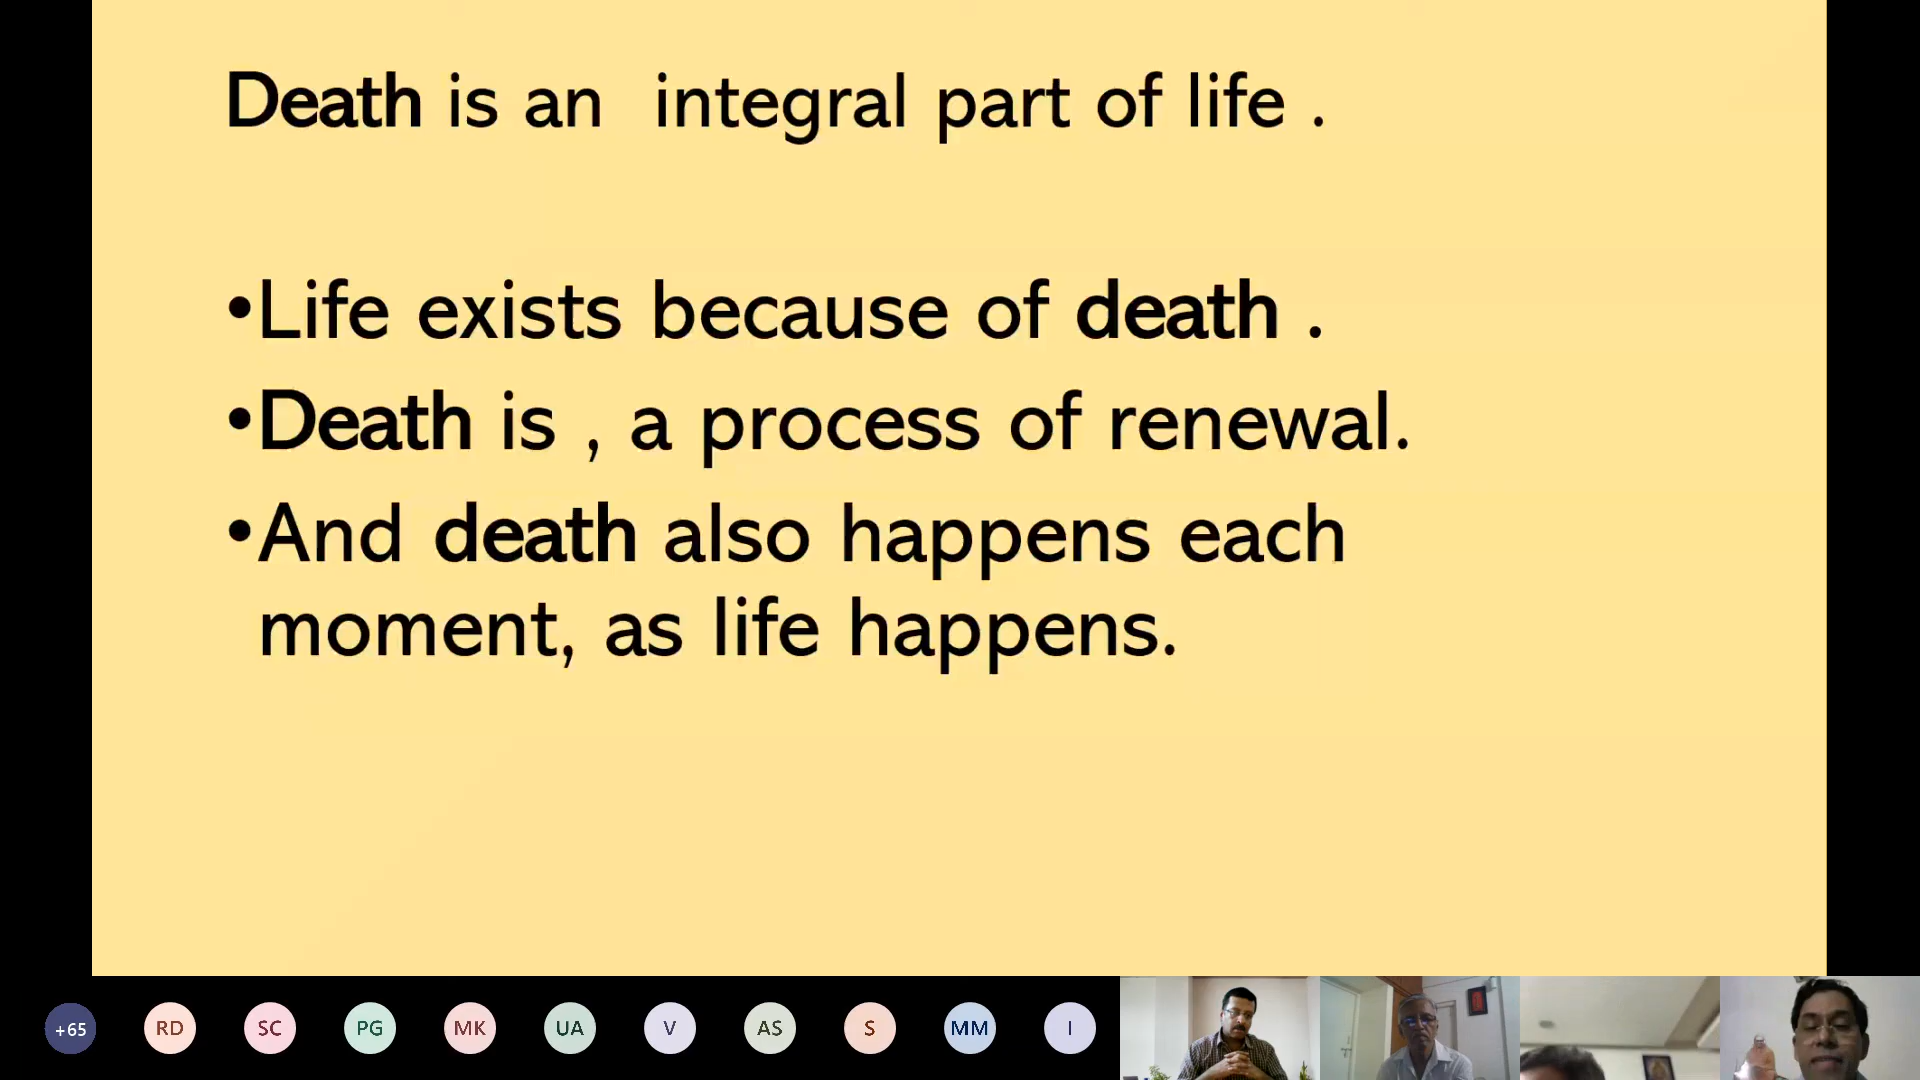 Death is an  integral part of life .
•Life exists because of death .
•Death is , a process of renewal.
•And death also happens each
moment, as life happens.
+65 RD SC PG MK UA V AS S MM I